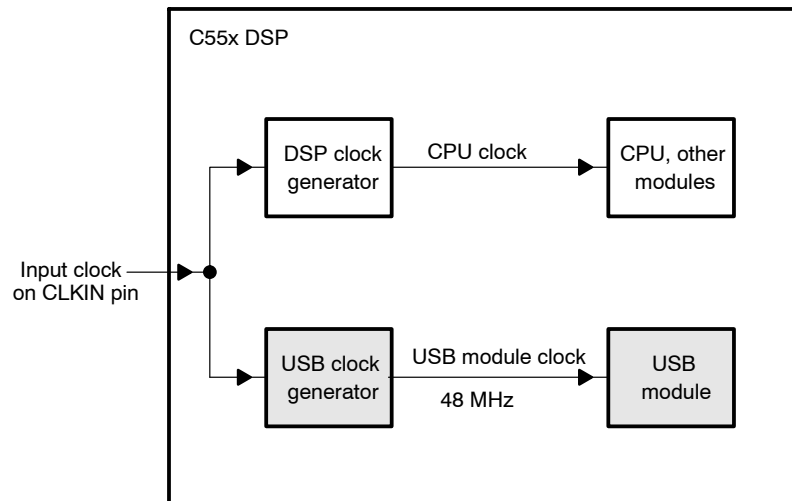 C55x DSP
DSP clock
generator
CPU clock
CPU, other
modules
Input clock
on CLKIN pin
USB clock
generator
USB module clock
48 MHz
USB
module